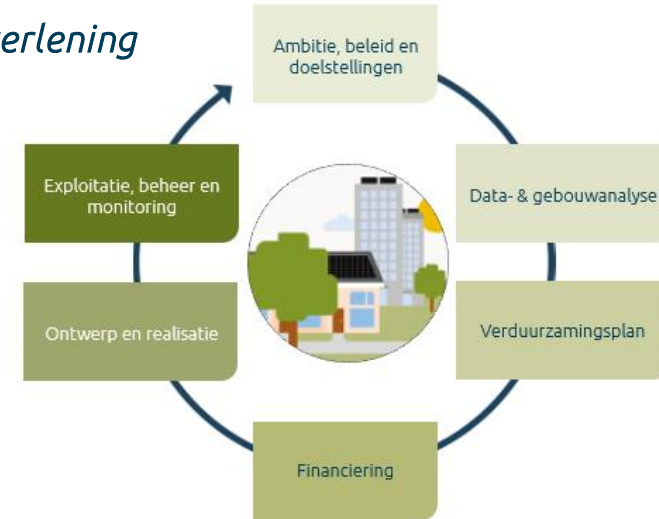 erlening
Ambitie, beleid en
doelstellingen
Data- & gebouwanalyse
Verduurzamingsplan
Financiering
Ontwerp en realisatie
Exploitatie, beheer en
monitoring